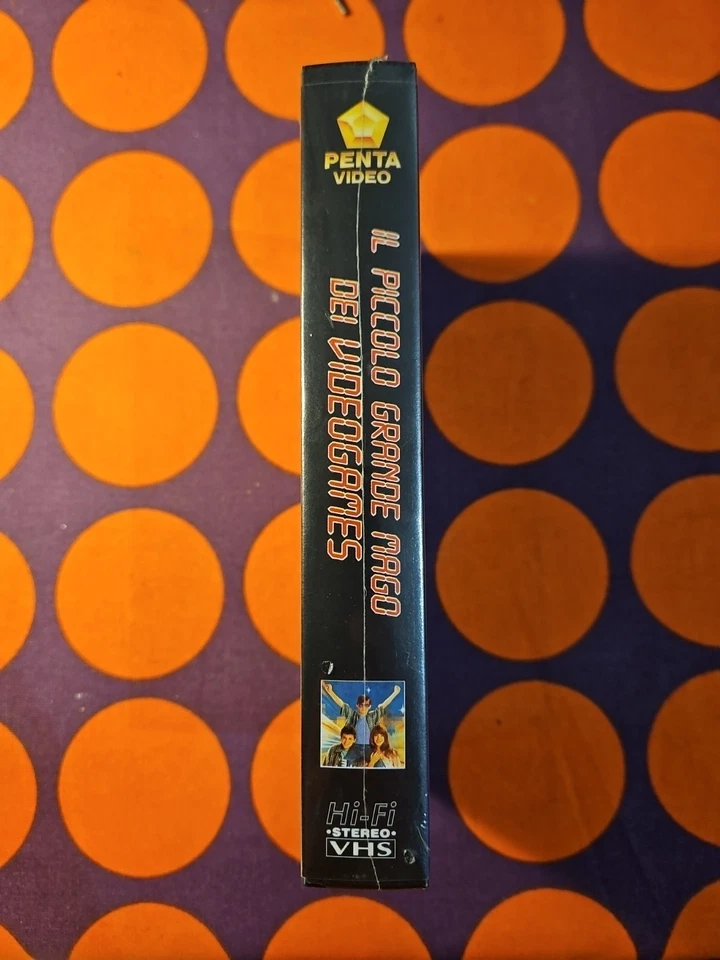 PENTA
VIDEO
IL PICCOLO GRANDE MAGO
DEI VIDEOGAMES
Hi-Fi
•STEREO•
VHS